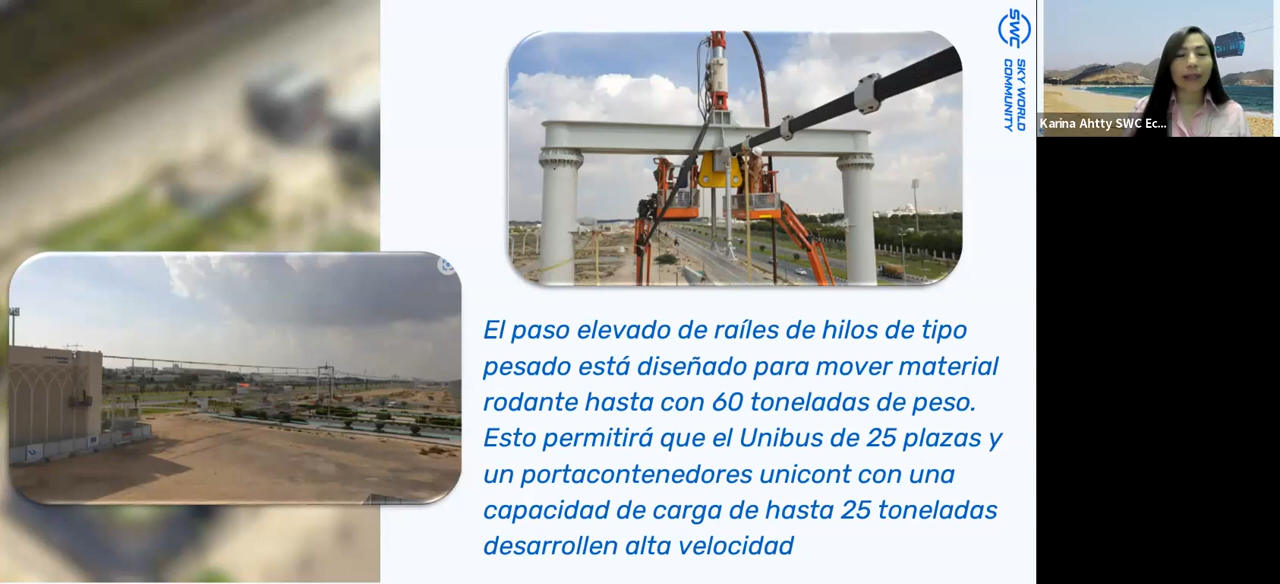 SWC
SKY WORLD
COMMUNITY
Karina Ahtty SWC Ec...
El paso elevado de raíles de hilos de tipo
pesado está diseñado para mover material
rodante hasta con 60 toneladas de peso.
Esto permitirá que el Unibus de 25 plazas y
un portacontenedores unicont con una
capacidad de carga de hasta 25 toneladas
desarrollen alta velocidad